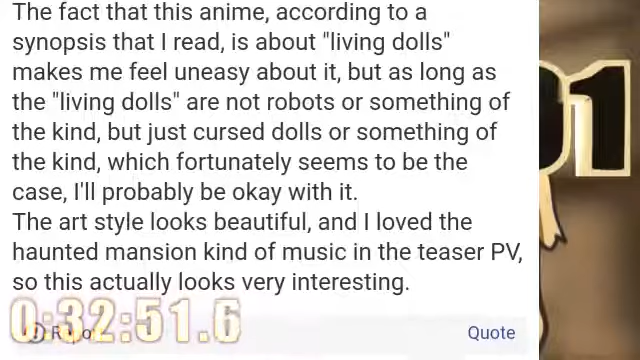 The fact that this anime, according to a
synopsis that I read, is about "living dolls"
makes me feel uneasy about it, but as long as
the "living dolls" are not robots or something of
the kind, but just cursed dolls or something of
the kind, which fortunately seems to be the
case, I'll probably be okay with it.
The art style looks beautiful, and I loved the
haunted mansion kind of music in the teaser PV,
so this actually looks very interesting.
0:32:51.6
Quote